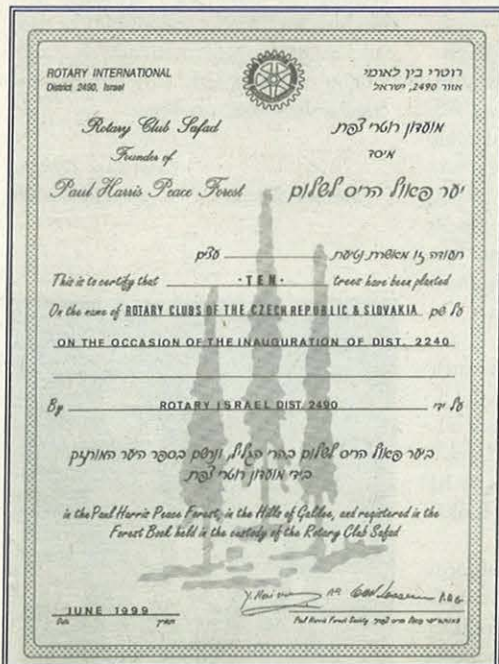 ROTARY INTERNATIONAL
District 2490, Israel
רוטרי בין לאומי
אזור 2490, ישראל
Rotary Club Safad
Founder of
Paul Harris Peace Forest
מועדון רוטרי צפת
מיסד
יער פאול הריס לשלום
תעודה זו מאשרת נטיעת עצים
This is to certify that - TEN - trees have been planted
On the name of ROTARY CLUBS OF THE CZECH REPUBLIC & SLOVAKIA על שם
ON THE OCCASION OF THE INAUGURATION OF DIST. 2240
By ROTARY ISRAEL DIST. 2490 על ידי
ביער פאול הריס לשלום בהרי הגליל, ונרשם בספר היער המוחזק
בידי מועדון רוטרי צפת
in the Paul Harris Peace Forest, in the Hills of Galilee, and registered in the
Forest Book held in the custody of the Rotary Club Safad
JUNE 1999
Date תאריך
Paul Harris Forest Society